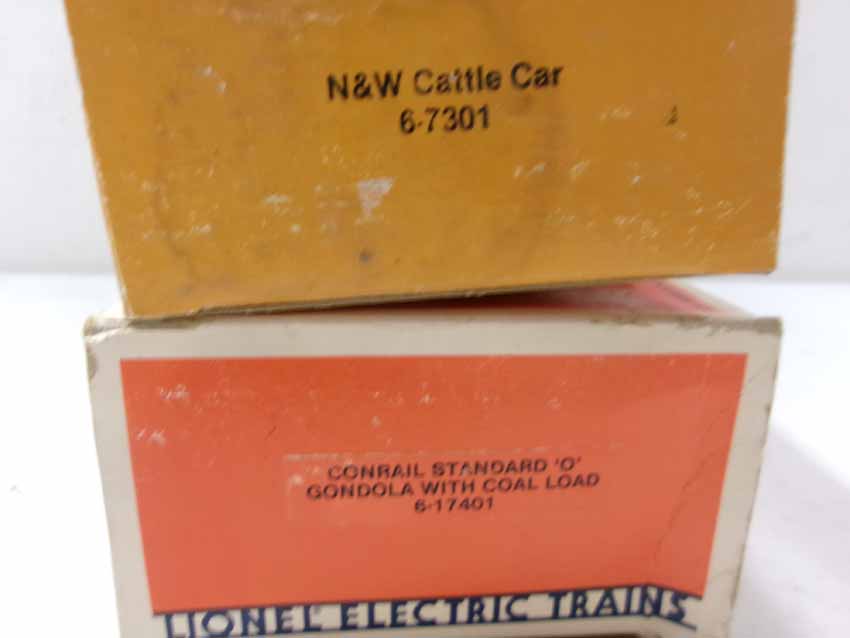 N&W Cattle Car
6-7301
CONRAIL STANDARD 'O'
GONDOLA WITH COAL LOAD
6-17401
LIONEL ELECTRIC TRAINS